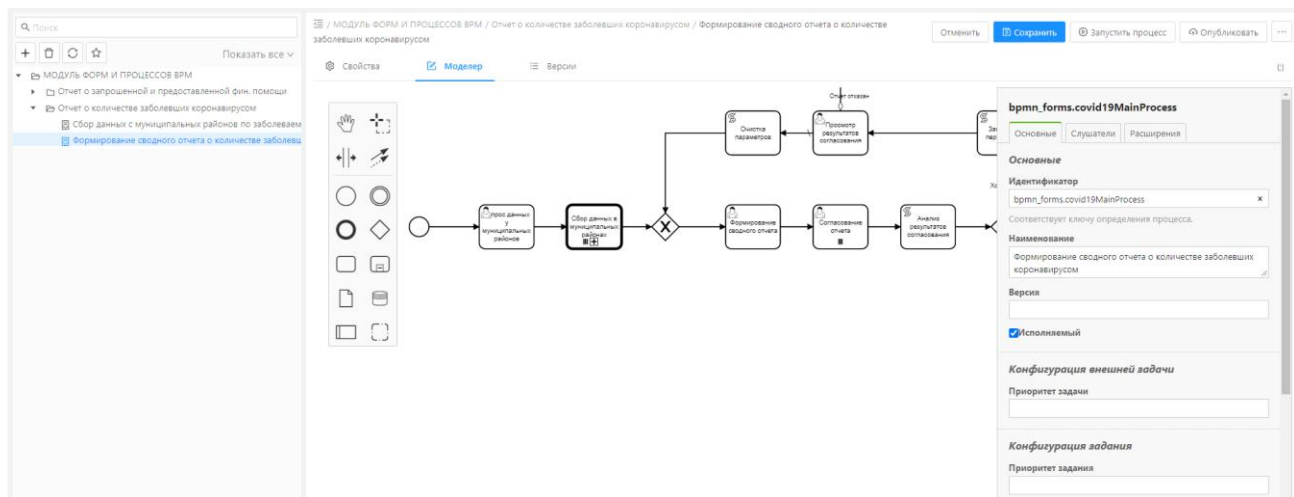 Поиск
Показать все
МОДУЛЬ ФОРМ И ПРОЦЕССОВ BPM
Отчет о запрошенной и предоставленной фин. помощи
Отчет о количестве заболевших коронавирусом
Сбор данных с муниципальных районов по заболеваем
Формирование сводного отчета о количестве заболевш
/ МОДУЛЬ ФОРМ И ПРОЦЕССОВ BPM / Отчет о количестве заболевших коронавирусом / Формирование сводного отчета о количестве
заболевших коронавирусом
Отменить
Сохранить
Запустить процесс
Опубликовать
Свойства
Моделер
Версии
Отчет отозван
Очистка
параметров
Просмотр
результатов
согласования
Запрос данных
у
муниципальных
районов
Сбор данных в
муниципальных
районах
Формирование
сводного отчета
Согласование
отчета
Анализ
результатов
согласования
bpmn_forms.covid19MainProcess
Основные
Слушатели
Расширения
Основные
Идентификатор
bpmn_forms.covid19MainProcess
Соответствует ключу определения процесса.
Наименование
Формирование сводного отчета о количестве заболевших
коронавирусом
Версия
Исполняемый
Конфигурация внешней задачи
Приоритет задачи
Конфигурация задания
Приоритет задания